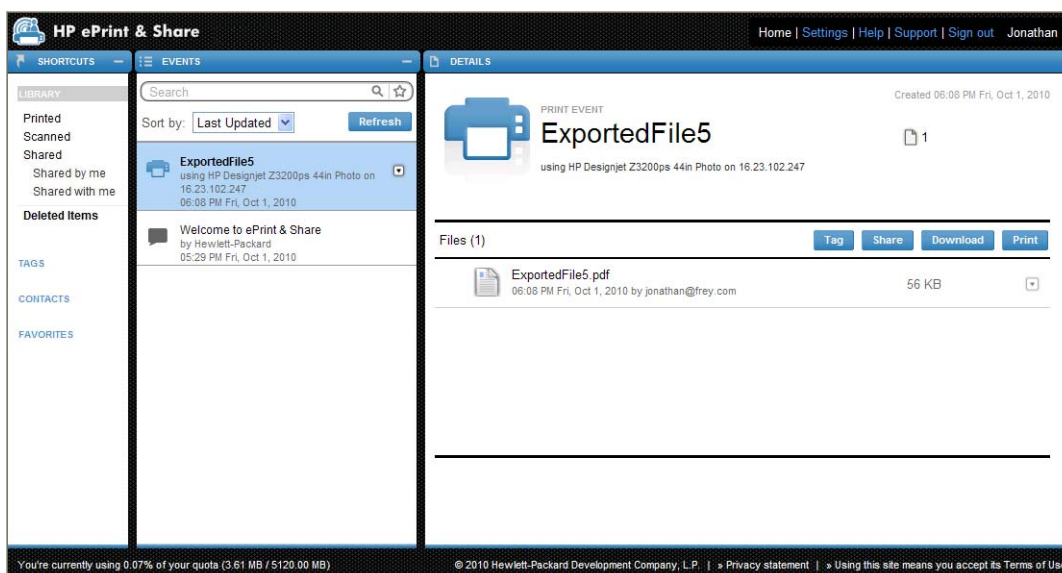 HP ePrint & Share
Home | Settings | Help | Support | Sign out Jonathan
SHORTCUTS
LIBRARY
Printed
Scanned
Shared
Shared by me
Shared with me
Deleted Items
TAGS
CONTACTS
FAVORITES
EVENTS
Search
Sort by: Last Updated Refresh
ExportedFile5
using HP Designjet Z3200ps 44in Photo on
16.23.102.247
06:08 PM Fri, Oct 1, 2010
Welcome to ePrint & Share
by Hewlett-Packard
05:29 PM Fri, Oct 1, 2010
DETAILS
Created 06:08 PM Fri, Oct 1, 2010
PRINT EVENT
ExportedFile5
1
using HP Designjet Z3200ps 44in Photo on 16.23.102.247
Files (1) Tag Share Download Print
ExportedFile5.pdf
06:08 PM Fri, Oct 1, 2010 by jonathan@frey.com
56 KB
You're currently using 0.07% of your quota (3.61 MB / 5120.00 MB)
© 2010 Hewlett-Packard Development Company, L.P. | » Privacy statement | » Using this site means you accept its Terms of Us